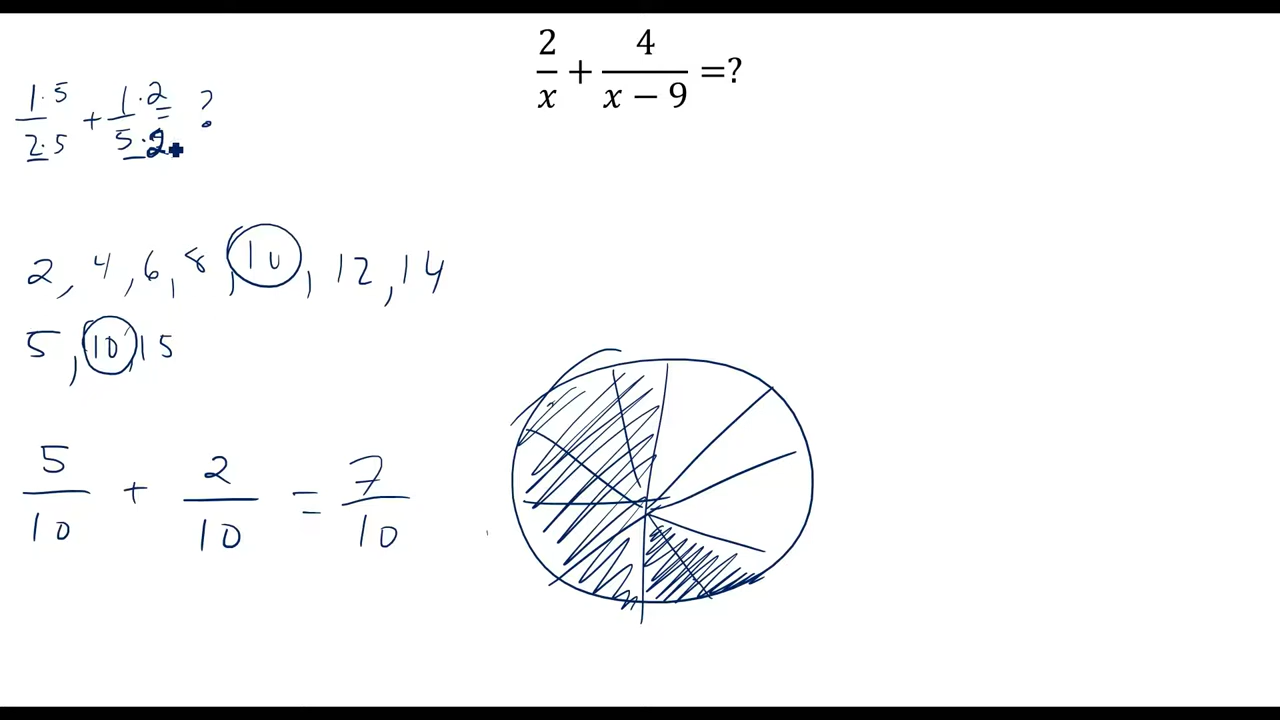 2/x + 4/(x − 9) =?
1·5/2·5 + 1·2/5·2 = ?
2, 4, 6, 8, 10, 12, 14
5, 10, 15
5/10 + 2/10 = 7/10